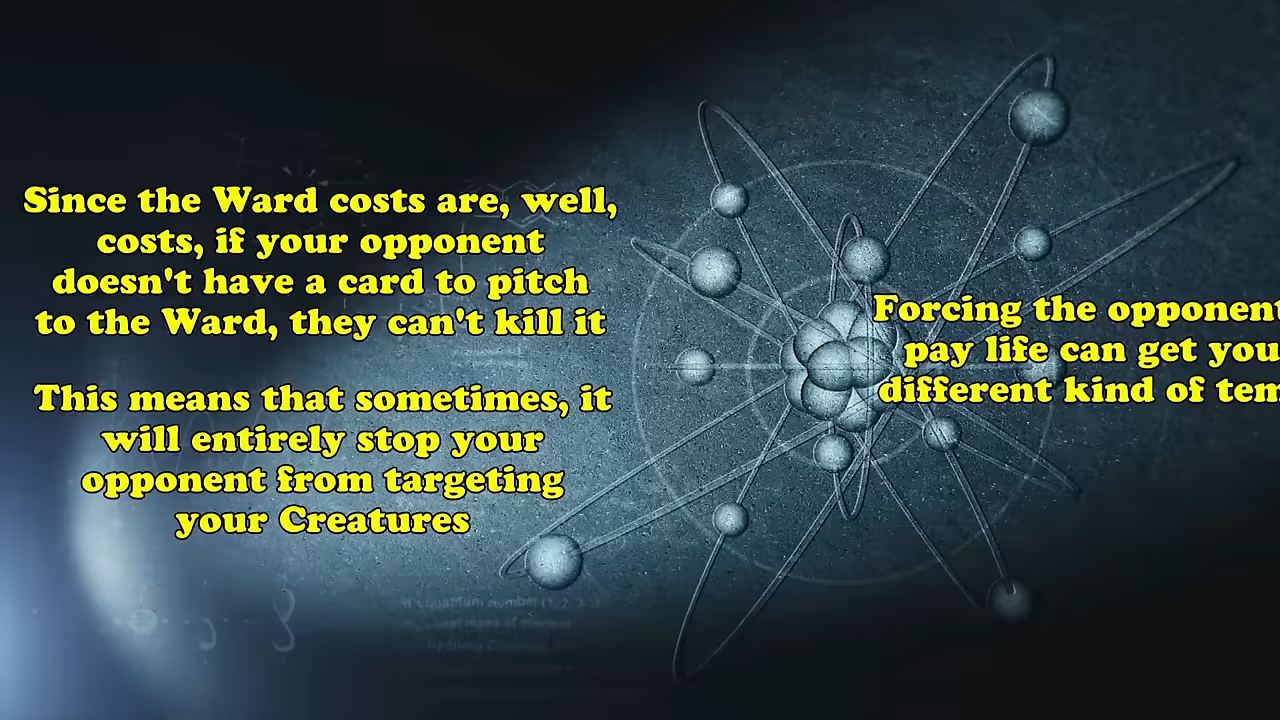 Since the Ward costs are, well,
costs, if your opponent
doesn't have a card to pitch
to the Ward, they can't kill it
This means that sometimes, it
will entirely stop your
opponent from targeting
your Creatures
Forcing the opponent
pay life can get you
different kind of tem